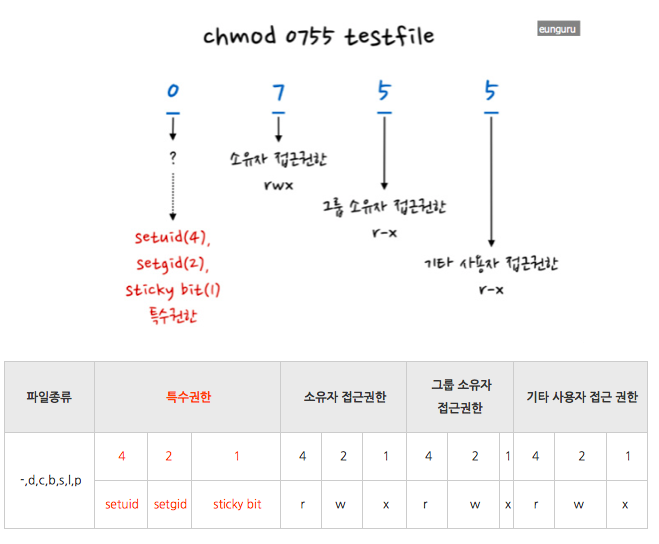 chmod 0755 testfile
eunguru
0 7 5 5
?
소유자 접근권한
rwx
그룹 소유자 접근권한
r-x
기타 사용자 접근권한
r-x
setuid(4),
setgid(2),
sticky bit(1)
특수권한
파일종류 특수권한 소유자 접근권한 그룹 소유자 접근권한 기타 사용자 접근 권한
-,d,c,b,s,l,p
4 2 1 4 2 1 4 2 1 4 2 1
setuid setgid sticky bit r w x r w x r w x